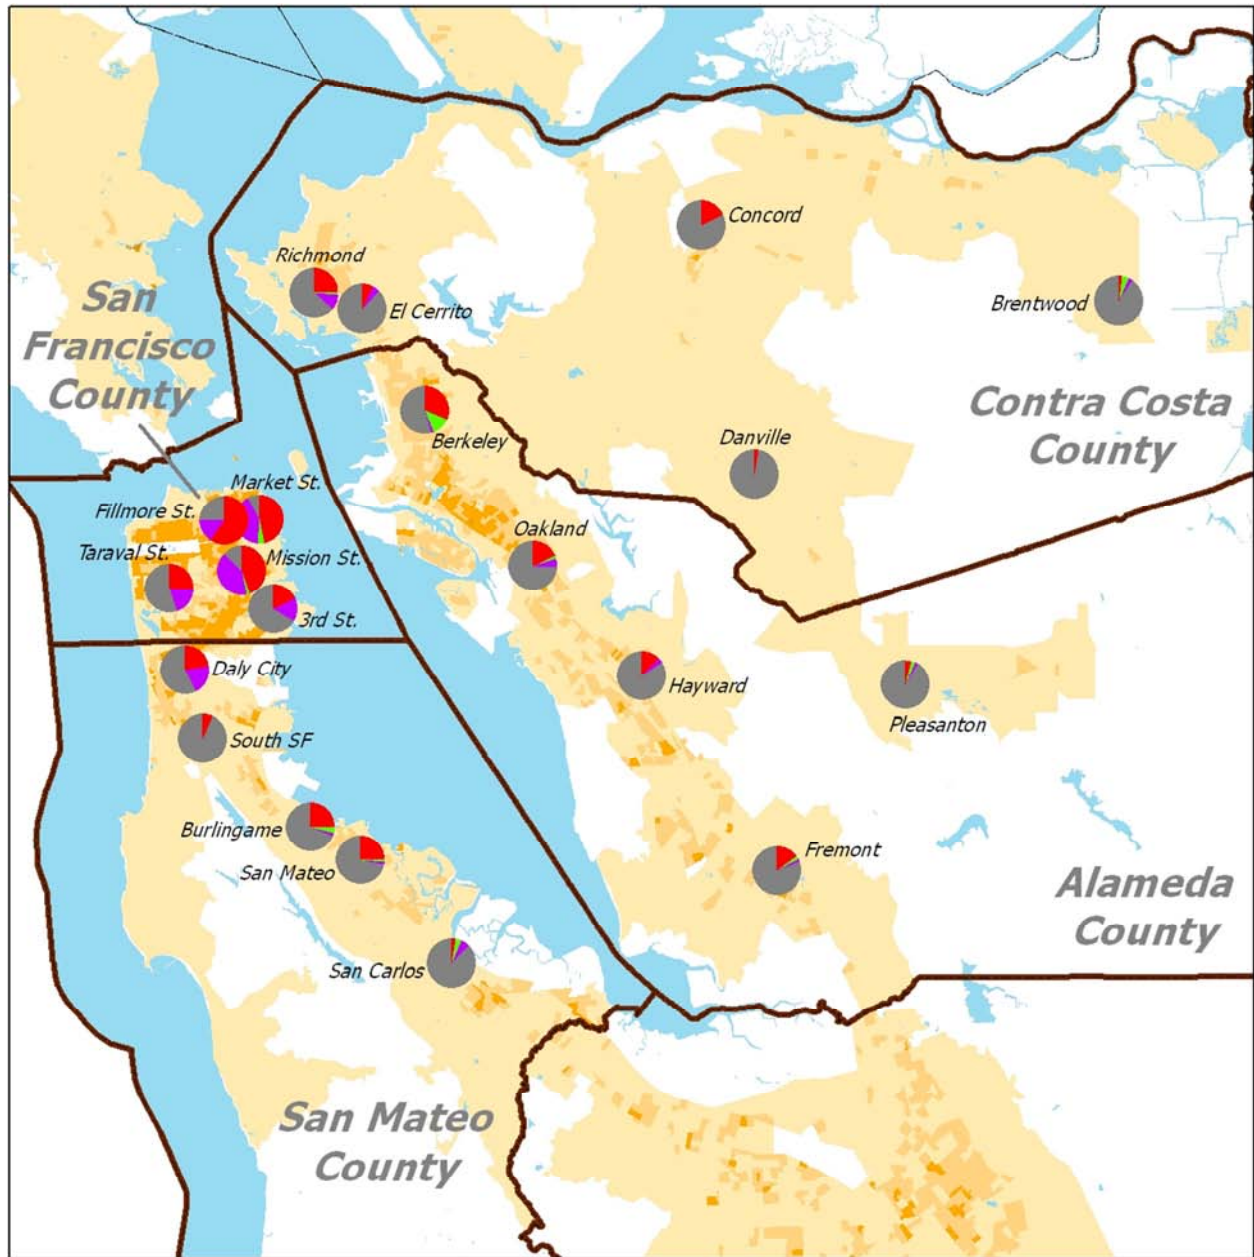 Concord
Richmond
San
Francisco
County
El Cerrito
Brentwood
Contra Costa
County
Berkeley
Danville
Market St.
Fillmore St.
Oakland
Taraval St.
Mission St.
3rd St.
Daly City
Hayward
South SF
Pleasanton
Burlingame
San Mateo
Fremont
Alameda
County
San Carlos
San Mateo
County